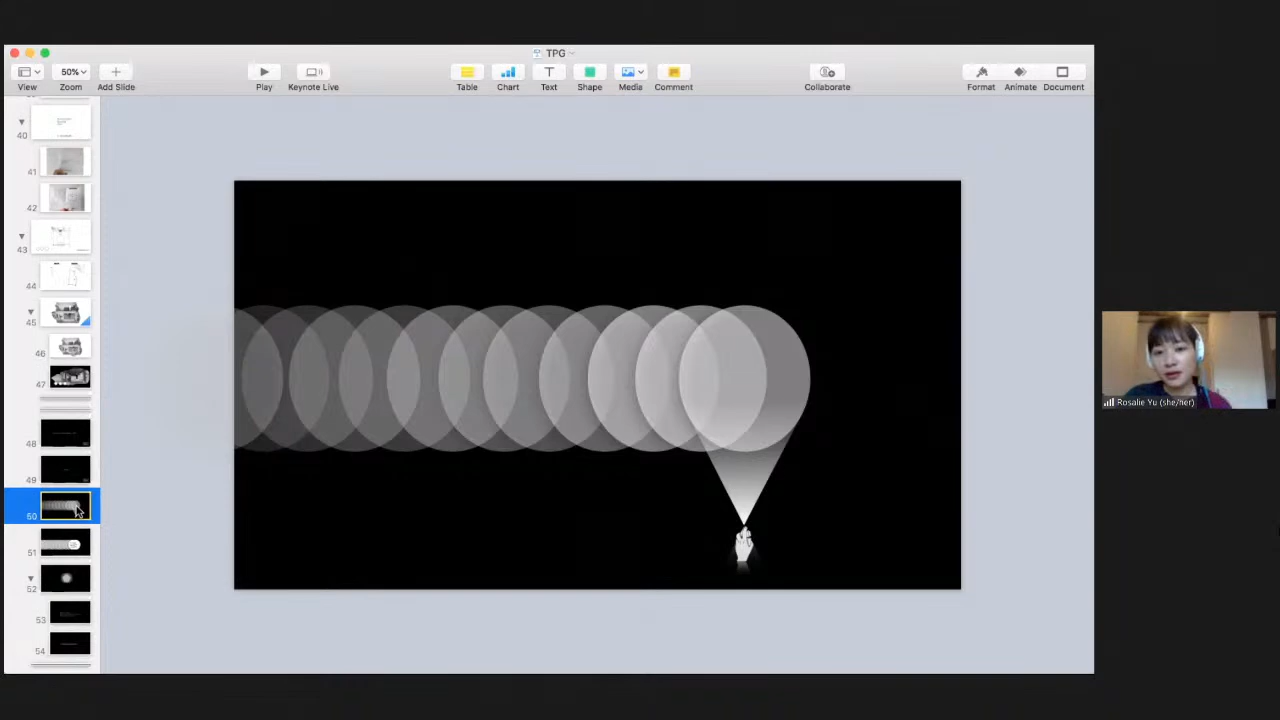 TPG
50%
View
Zoom
Add Slide
Play
Keynote Live
Table
Chart
Text
Shape
Media
Comment
Collaborate
Format
Animate
Document
40
41
42
43
44
45
46
47
48
49
50
51
52
53
54
Rosalie Yu (she/her)